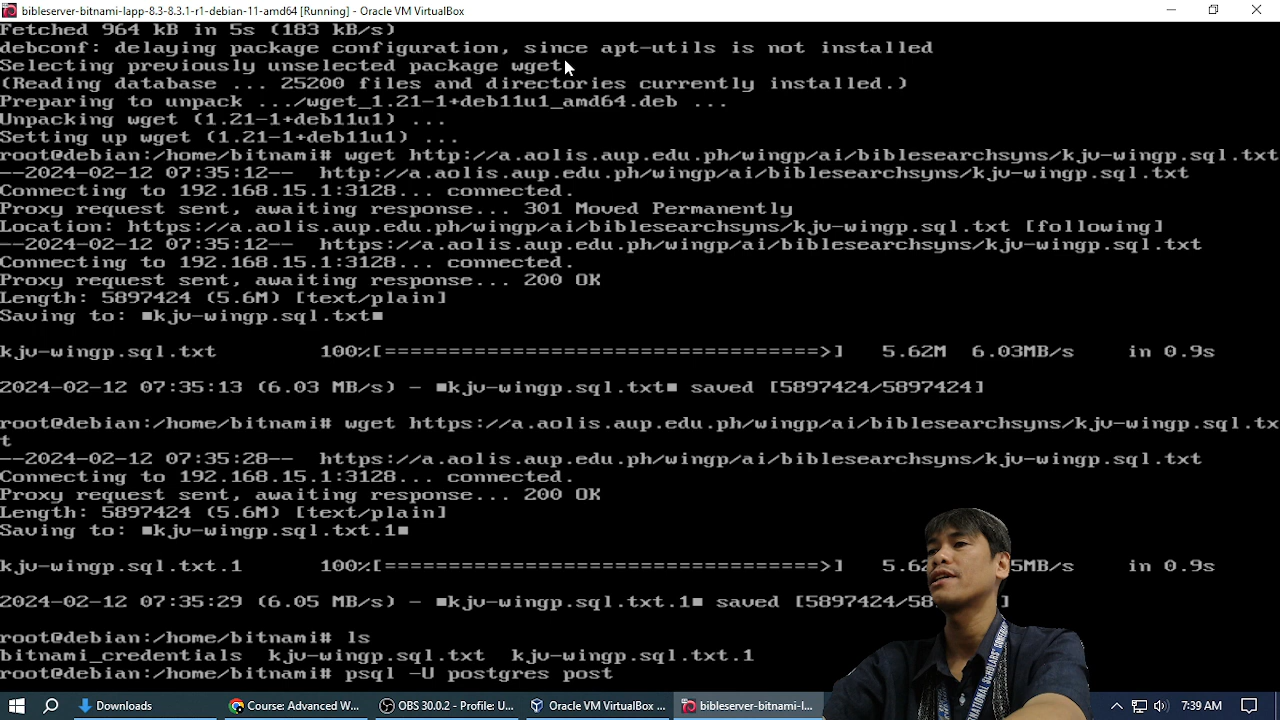 bibleserver-bitnami-lapp-8.3-8.3.1-r1-debian-11-amd64 [Running] - Oracle VM VirtualBox
Fetched 964 kB in 5s (183 kB/s)
debconf: delaying package configuration, since apt-utils is not installed
Selecting previously unselected package wget
(Reading database ... 25200 files and directories currently installed.)
Preparing to unpack .../wget_1.21-1+deb11u1_amd64.deb ...
Unpacking wget (1.21-1+deb11u1) ...
Setting up wget (1.21-1+deb11u1) ...
root@debian:/home/bitnami# wget http://a.aolis.aup.edu.ph/wingp/ai/biblesearchsyns/kjv-wingp.sql.txt
--2024-02-12 07:35:12-- http://a.aolis.aup.edu.ph/wingp/ai/biblesearchsyns/kjv-wingp.sql.txt
Connecting to 192.168.15.1:3128... connected.
Proxy request sent, awaiting response... 301 Moved Permanently
Location: https://a.aolis.aup.edu.ph/wingp/ai/biblesearchsyns/kjv-wingp.sql.txt [following]
--2024-02-12 07:35:12-- https://a.aolis.aup.edu.ph/wingp/ai/biblesearchsyns/kjv-wingp.sql.txt
Connecting to 192.168.15.1:3128... connected.
Proxy request sent, awaiting response... 200 OK
Length: 5897424 (5.6M) [text/plain]
Saving to: ■kjv-wingp.sql.txt■
kjv-wingp.sql.txt 100%[==================================>] 5.62M 6.03MB/s in 0.9s
2024-02-12 07:35:13 (6.03 MB/s) - ■kjv-wingp.sql.txt■ saved [5897424/5897424]
root@debian:/home/bitnami# wget https://a.aolis.aup.edu.ph/wingp/ai/biblesearchsyns/kjv-wingp.sql.tx
t
--2024-02-12 07:35:28-- https://a.aolis.aup.edu.ph/wingp/ai/biblesearchsyns/kjv-wingp.sql.txt
Connecting to 192.168.15.1:3128... connected.
Proxy request sent, awaiting response... 200 OK
Length: 5897424 (5.6M) [text/plain]
Saving to: ■kjv-wingp.sql.txt.1■
kjv-wingp.sql.txt.1 100%[==================================>] 5.62 5MB/s in 0.9s
2024-02-12 07:35:29 (6.05 MB/s) - ■kjv-wingp.sql.txt.1■ saved [5897424/58 ]
root@debian:/home/bitnami# ls
bitnami_credentials kjv-wingp.sql.txt kjv-wingp.sql.txt.1
root@debian:/home/bitnami# psql -U postgres post
Downloads
Course: Advanced W...
OBS 30.0.2 - Profile: U...
Oracle VM VirtualBox ...
bibleserver-bitnami-l...
7:39 AM